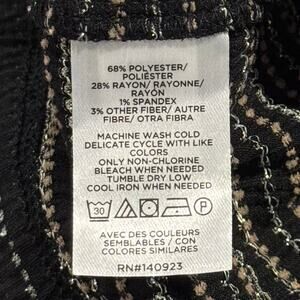 68% POLYESTER/
POLIÉSTER
28% RAYON/ RAYONNE/
RAYÓN
1% SPANDEX
3% OTHER FIBER/ AUTRE
FIBRE/ OTRA FIBRA
MACHINE WASH COLD
DELICATE CYCLE WITH LIKE
COLORS
ONLY NON-CHLORINE
BLEACH WHEN NEEDED
TUMBLE DRY LOW
COOL IRON WHEN NEEDED
30 P
AVEC DES COULEURS
SEMBLABLES / CON
COLORES SIMILARES
RN#140923